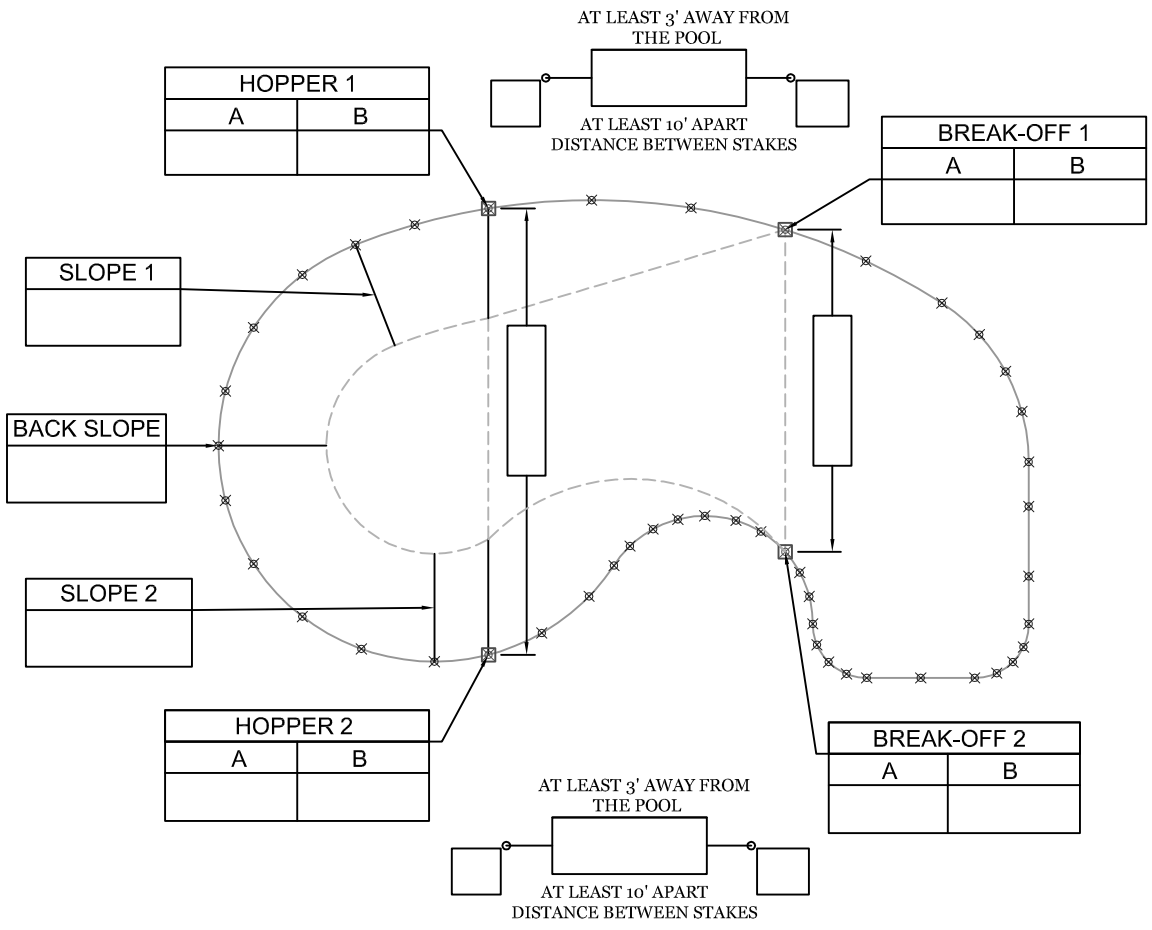 AT LEAST 3' AWAY FROM
THE POOL
AT LEAST 10' APART
DISTANCE BETWEEN STAKES
HOPPER 1
A B
BREAK-OFF 1
A B
SLOPE 1
BACK SLOPE
SLOPE 2
HOPPER 2
A B
BREAK-OFF 2
A B
AT LEAST 3' AWAY FROM
THE POOL
AT LEAST 10' APART
DISTANCE BETWEEN STAKES